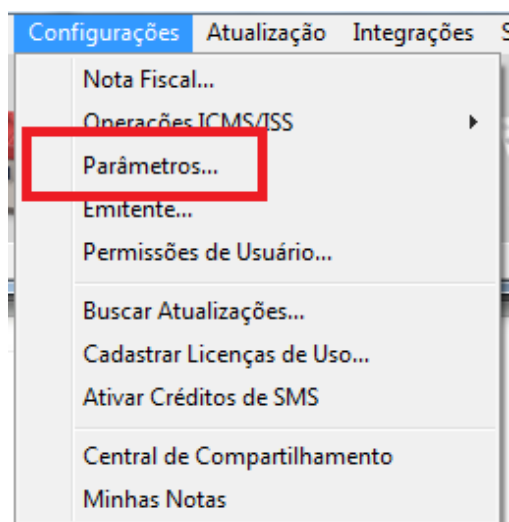 Configurações Atualização Integrações S
Nota Fiscal...
Operações ICMS/ISS
Parâmetros...
Emitente...
Permissões de Usuário...
Buscar Atualizações...
Cadastrar Licenças de Uso...
Ativar Créditos de SMS
Central de Compartilhamento
Minhas Notas